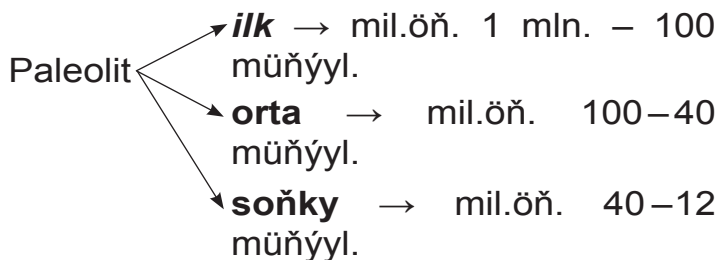 ilk → mil.öň. 1 mln. – 100
Paleolit
müňýyl.
orta → mil.öň. 100–40
müňýyl.
soňky → mil.öň. 40–12
müňýyl.